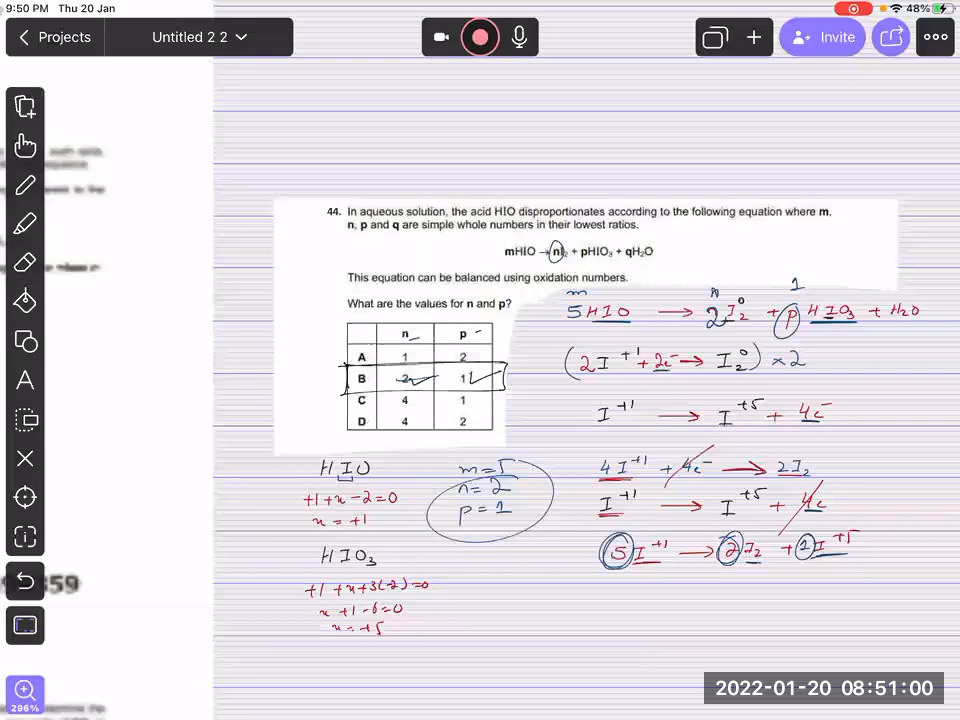 9:50 PM Thu 20 Jan
48%
Projects
Untitled 2 2
Invite
44. In aqueous solution, the acid HIO disproportionates according to the following equation where m,
n, p and q are simple whole numbers in their lowest ratios.
mHIO → nI₂ + pHIO₃ + qH₂O
This equation can be balanced using oxidation numbers.
What are the values for n and p?
n p
A 1 2
B 2 1
C 4 1
D 4 2
m n 1
5HIO → 2I₂⁰ + p HIO₃ + H₂O
(2I⁺¹ + 2e⁻ → I₂⁰) × 2
I⁺¹ → I⁺⁵ + 4e⁻
4I⁺¹ + 4e⁻ → 2I₂
I⁺¹ → I⁺⁵ + 4e
5I⁺¹ → 2I₂ + 1I⁺⁵
HIO
+1+x-2=0
x = +1
HIO₃
+1+x+3(-2)=0
x+1-6=0
x=+5
m=5
n=2
p=1
359
296%
2022-01-20 08:51:00